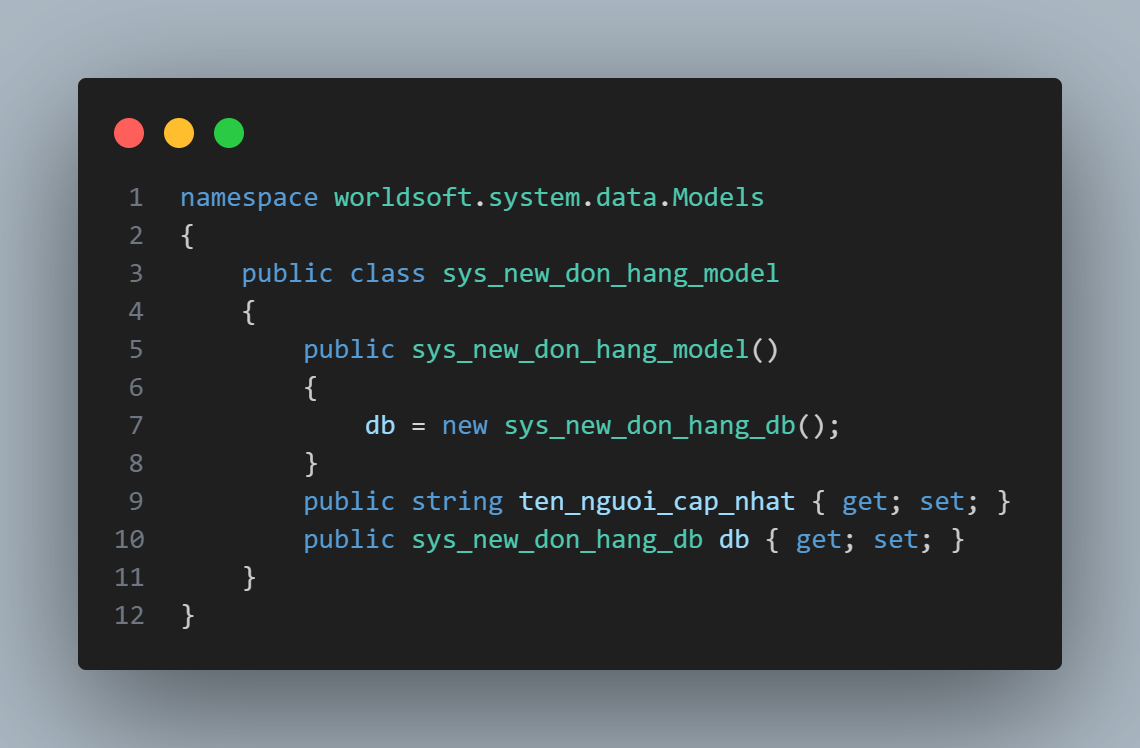 1 namespace worldsoft.system.data.Models
2 {
3     public class sys_new_don_hang_model
4     {
5         public sys_new_don_hang_model()
6         {
7             db = new sys_new_don_hang_db();
8         }
9         public string ten_nguoi_cap_nhat { get; set; }
10         public sys_new_don_hang_db db { get; set; }
11     }
12 }